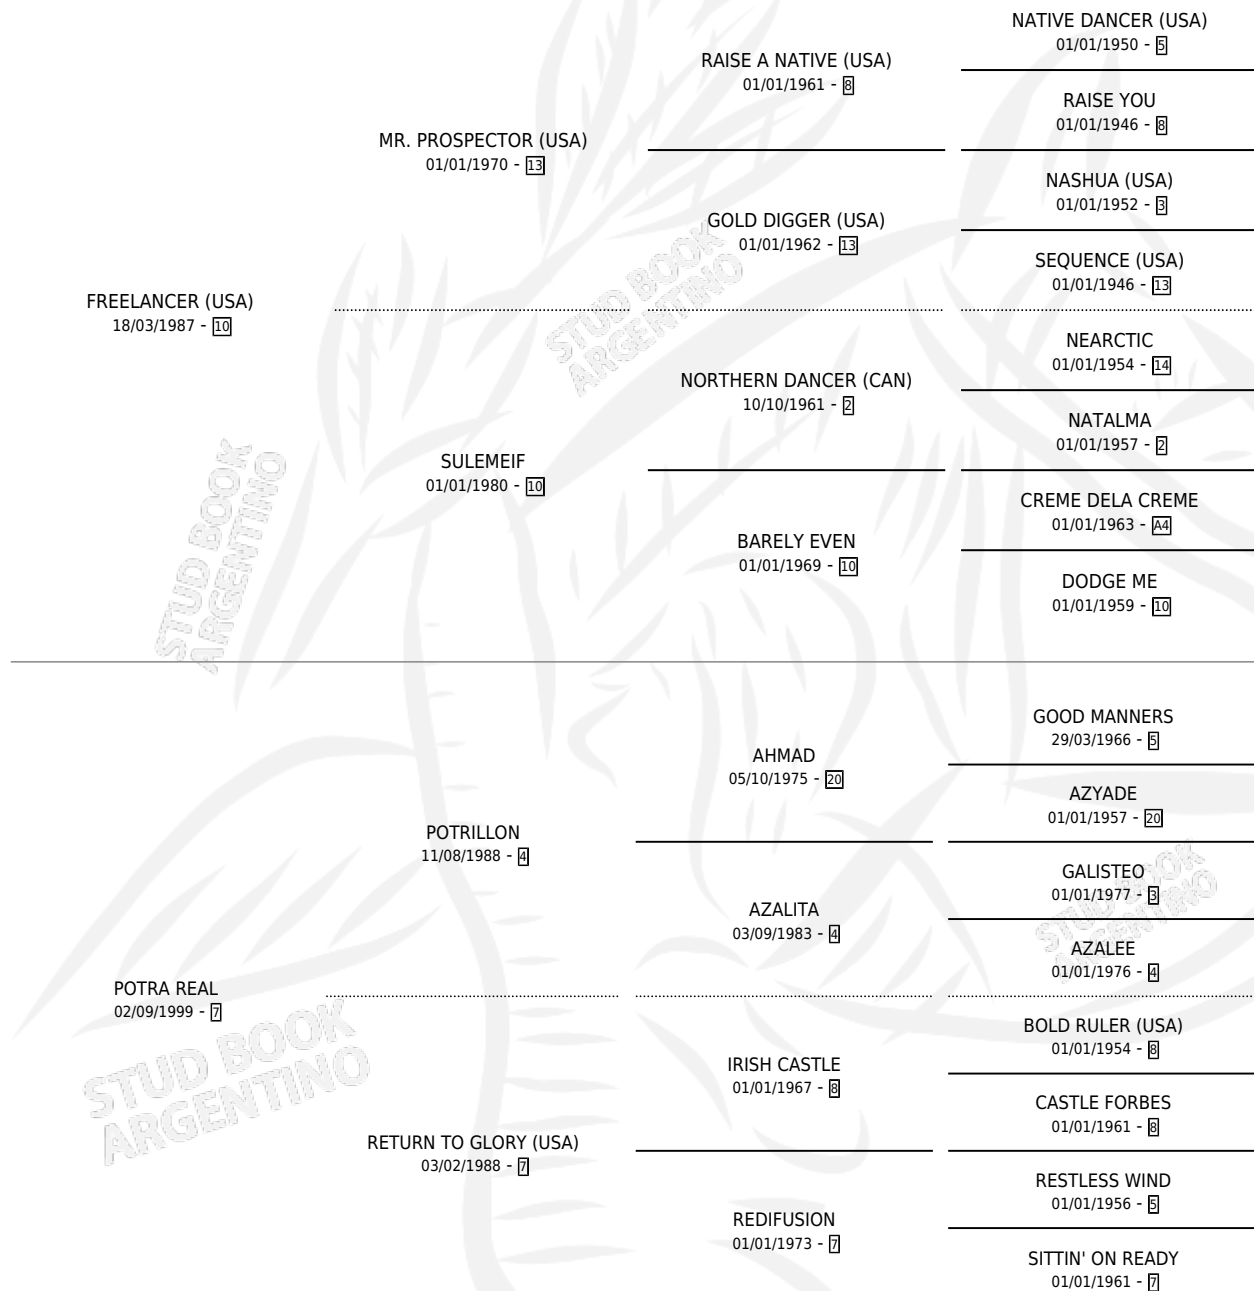 NATIVE DANCER (USA)
01/01/1950 - 5
RAISE A NATIVE (USA)
01/01/1961 - 8
RAISE YOU
01/01/1946 - 8
MR. PROSPECTOR (USA)
01/01/1970 - 13
NASHUA (USA)
01/01/1952 - 3
GOLD DIGGER (USA)
01/01/1962 - 13
SEQUENCE (USA)
01/01/1946 - 13
FREELANCER (USA)
18/03/1987 - 10
NEARCTIC
01/01/1954 - 14
NORTHERN DANCER (CAN)
10/10/1961 - 2
NATALMA
01/01/1957 - 2
SULEMEIF
01/01/1980 - 10
CREME DELA CREME
01/01/1963 - A4
BARELY EVEN
01/01/1969 - 10
DODGE ME
01/01/1959 - 10
GOOD MANNERS
29/03/1966 - 5
AHMAD
05/10/1975 - 20
AZYADE
01/01/1957 - 20
POTRILLON
11/08/1988 - 4
GALISTEO
01/01/1977 - 3
AZALITA
03/09/1983 - 4
AZALEE
01/01/1976 - 4
POTRA REAL
02/09/1999 - 7
BOLD RULER (USA)
01/01/1954 - 8
IRISH CASTLE
01/01/1967 - 8
CASTLE FORBES
01/01/1961 - 8
RETURN TO GLORY (USA)
03/02/1988 - 7
RESTLESS WIND
01/01/1956 - 5
REDIFUSION
01/01/1973 - 7
SITTIN' ON READY
01/01/1961 - 7
STUD BOOK
ARGENTINO
STUD BOOK
ARGENTINO
STUD BOOK
ARGENTINO
STUD BOOK
ARGENTINO